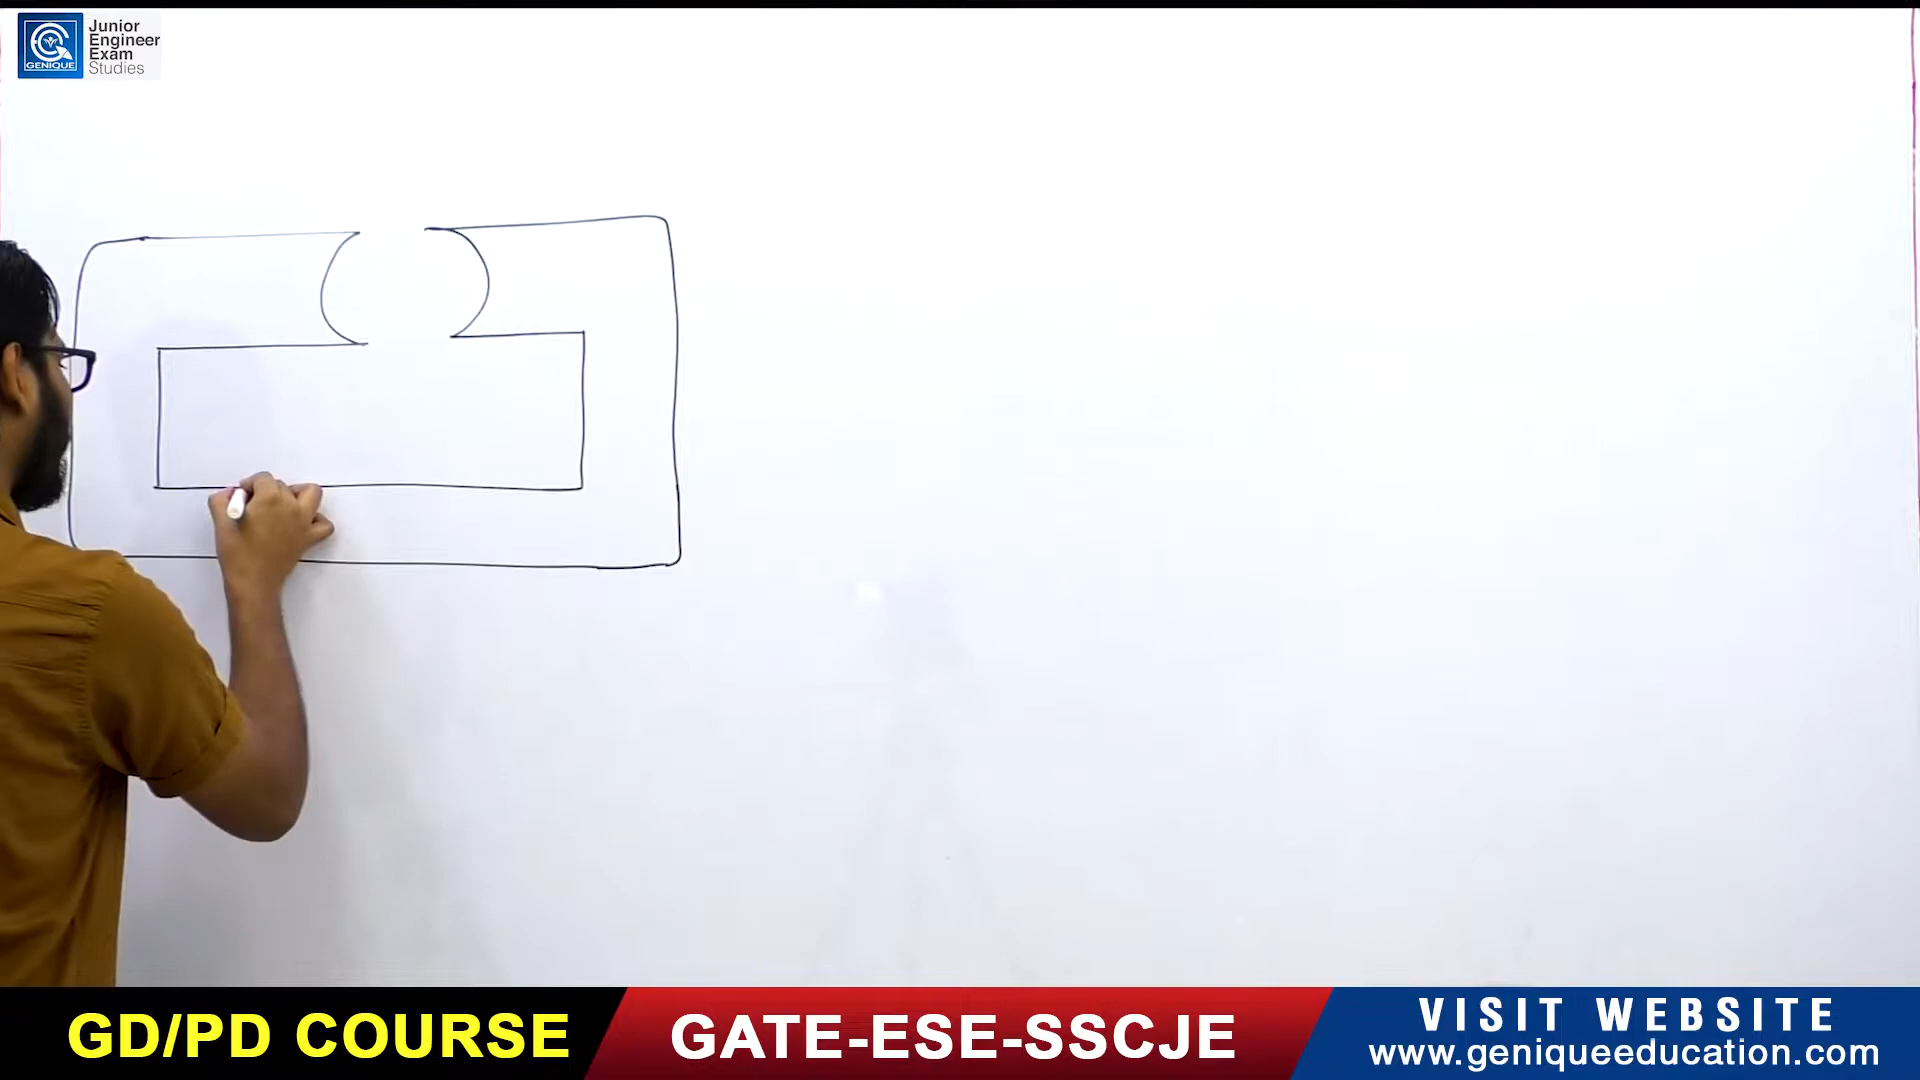 Junior
Engineer
Exam
Studies
GENIQUE
GD/PD COURSE
GATE-ESE-SSCJE
VISIT WEBSITE
www.geniqueeducation.com